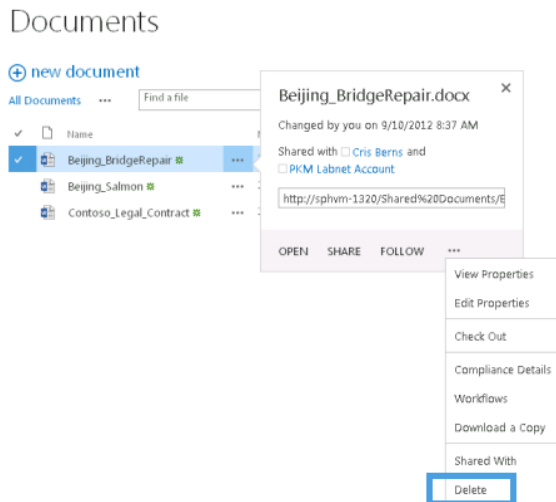 Documents
new document
All Documents ... Find a file
Name
Beijing_BridgeRepair ...
Beijing_Salmon ...
Contoso_Legal_Contract ...
Beijing_BridgeRepair.docx
Changed by you on 9/10/2012 8:37 AM
Shared with Cris Berns and
PKM Labnet Account
http://sphvm-1320/Shared%20Documents/E
OPEN SHARE FOLLOW ...
View Properties
Edit Properties
Check Out
Compliance Details
Workflows
Download a Copy
Shared With
Delete